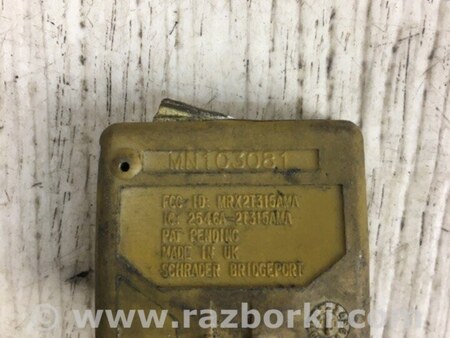 MN103081
FCC ID: MRX2T315AMA
IC: 2546A-2T315AMA
PAT PENDING
MADE IN UK
SCHRADER BRIDGEPORT
www.razborki.com